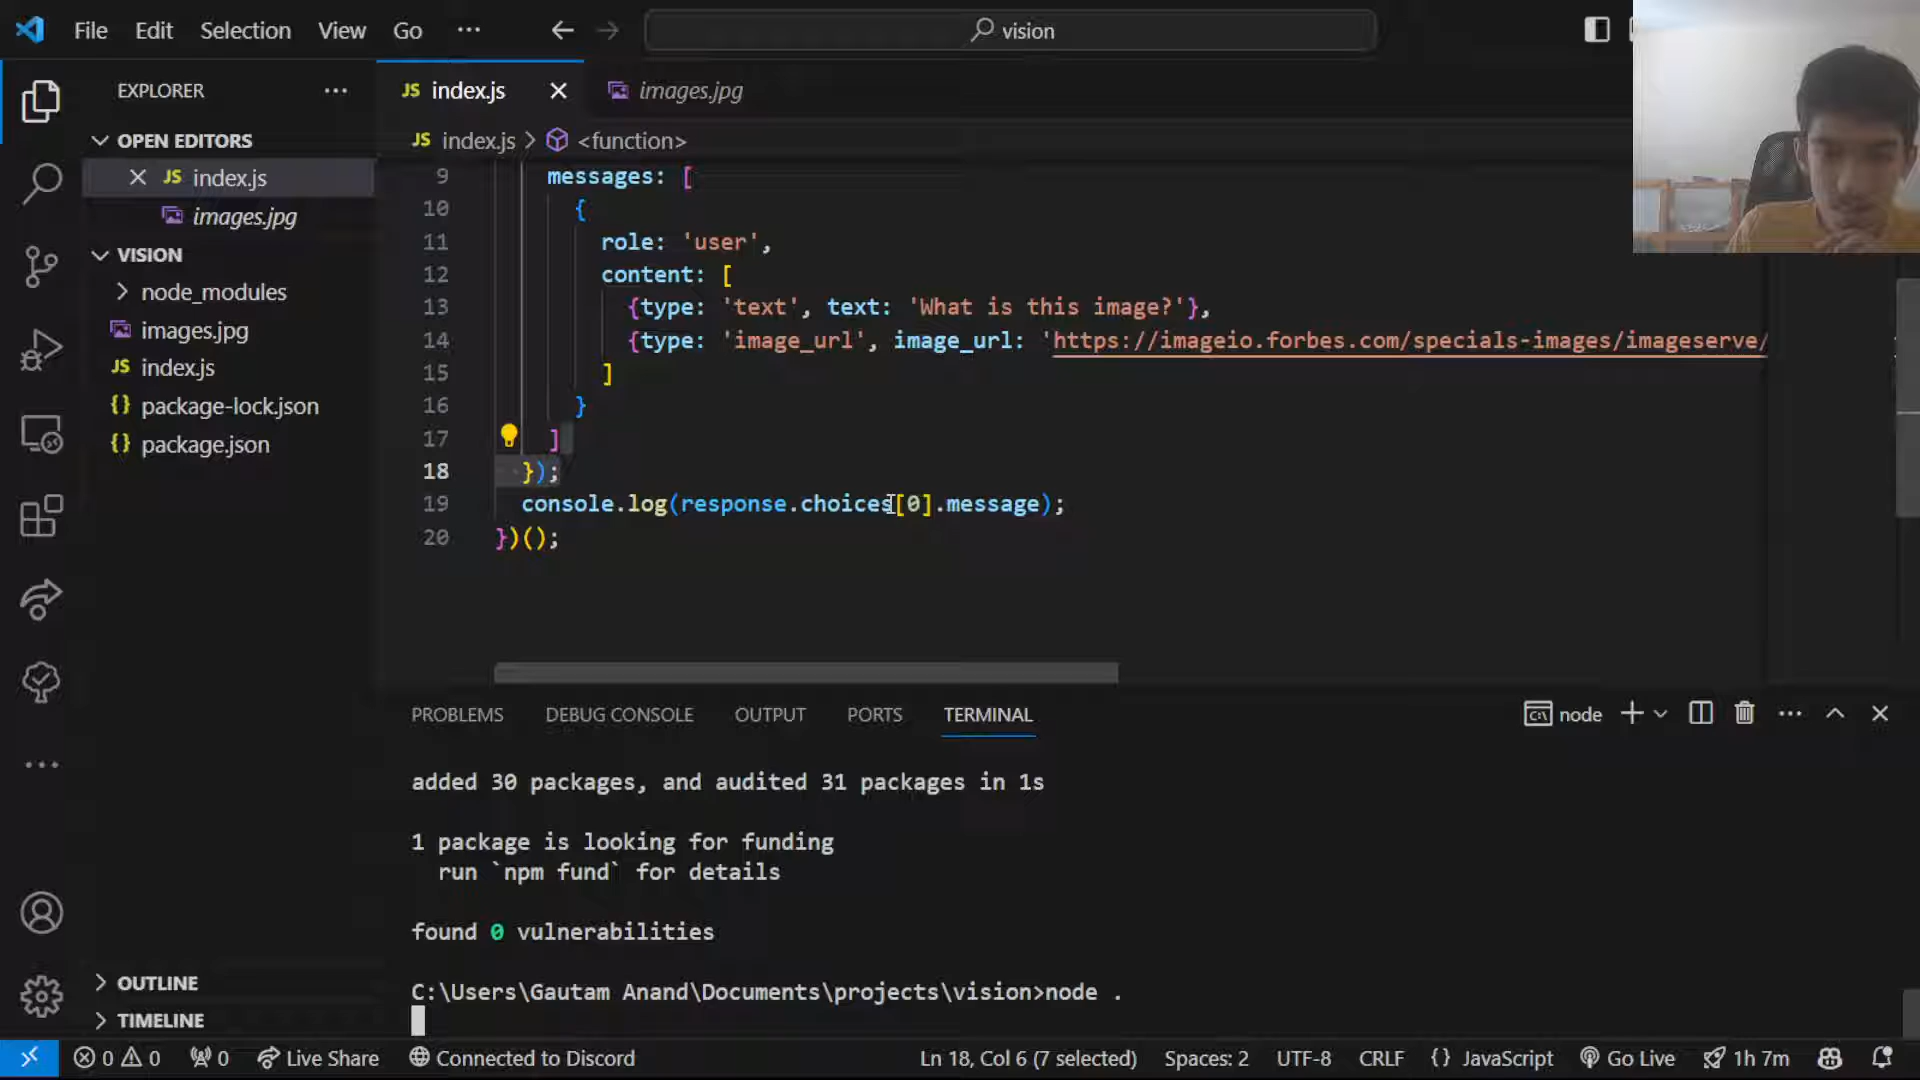 File Edit Selection View Go ··· vision
EXPLORER ···
OPEN EDITORS
JS index.js
images.jpg
VISION
node_modules
images.jpg
JS index.js
{} package-lock.json
{} package.json
OUTLINE
TIMELINE
JS index.js images.jpg
JS index.js > <function>
9 messages: [
10 {
11 role: 'user',
12 content: [
13 {type: 'text', text: 'What is this image?'},
14 {type: 'image_url', image_url: 'https://imageio.forbes.com/specials-images/imageserve/
15 ]
16 }
17 ]
18 });
19 console.log(response.choices[0].message);
20 })();
PROBLEMS DEBUG CONSOLE OUTPUT PORTS TERMINAL node
added 30 packages, and audited 31 packages in 1s
1 package is looking for funding
run `npm fund` for details
found 0 vulnerabilities
C:\Users\Gautam Anand\Documents\projects\vision>node .
0 0 0 Live Share Connected to Discord Ln 18, Col 6 (7 selected) Spaces: 2 UTF-8 CRLF {} JavaScript Go Live 1h 7m